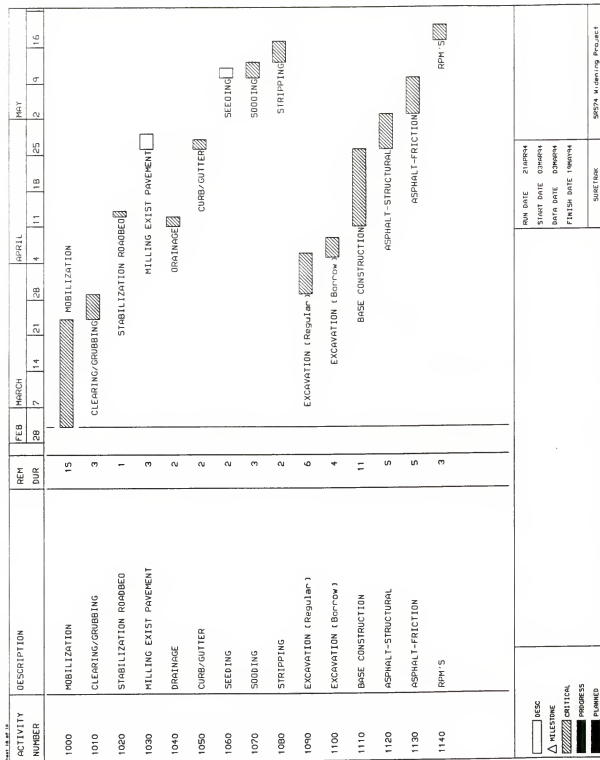 ACTIVITY DESCRIPTION REM FEB MARCH APRIL MAY
NUMBER DUR 28 7 14 21 28 4 11 18 25 2 9 16
1000 MOBILIZATION 15 MOBILIZATION
1010 CLEARING/GRUBBING 3 CLEARING/GRUBBING
1020 STABILIZATION ROADBED 1 STABILIZATION ROADBED
1030 MILLING EXIST PAVEMENT 3 MILLING EXIST PAVEMENT
1040 DRAINAGE 2 DRAINAGE
1050 CURB/GUTTER 2 CURB/GUTTER
1060 SEEDING 2 SEEDING
1070 SODDING 3 SODDING
1080 STRIPPING 2 STRIPPING
1090 EXCAVATION (Regular) 6 EXCAVATION (Regular)
1100 EXCAVATION (Borrow) 4 EXCAVATION (Borrow)
1110 BASE CONSTRUCTION 11 BASE CONSTRUCTION
1120 ASPHALT-STRUCTURAL 5 ASPHALT-STRUCTURAL
1130 ASPHALT-FRICTION 5 ASPHALT-FRICTION
1140 RPM'S 3 RPM'S
DESC
MILESTONE
CRITICAL
PROGRESS
PLANNED
RUN DATE 21APR94
START DATE 03MAR94
DATA DATE 03MAR94
FINISH DATE 19MAY94
SURETRAK
SR574 Widening Project